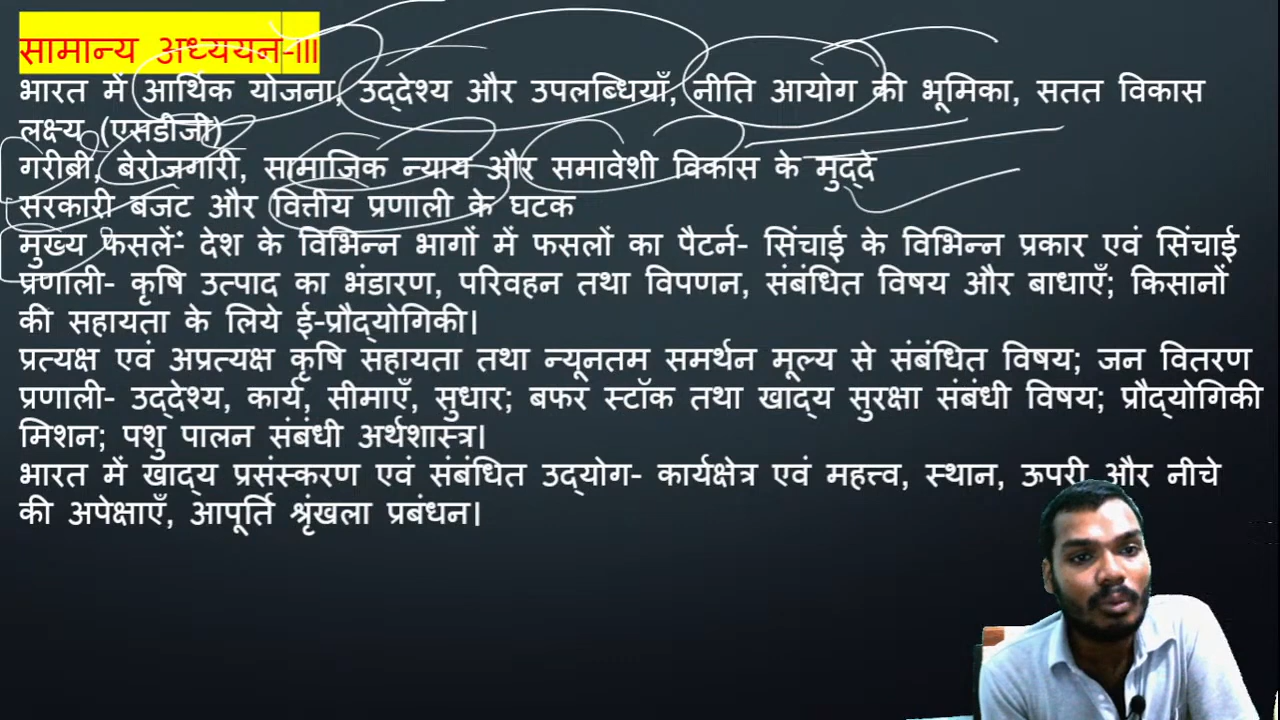 सामान्य अध्ययन-III
भारत में आर्थिक योजना, उद्देश्य और उपलब्धियाँ, नीति आयोग की भूमिका, सतत विकास
लक्ष्य (एसडीजी)
गरीबी, बेरोजगारी, सामाजिक न्याय और समावेशी विकास के मुद्दे
सरकारी बजट और वित्तीय प्रणाली के घटक
मुख्य फसलें- देश के विभिन्न भागों में फसलों का पैटर्न- सिंचाई के विभिन्न प्रकार एवं सिंचाई
प्रणाली- कृषि उत्पाद का भंडारण, परिवहन तथा विपणन, संबंधित विषय और बाधाएँ; किसानों
की सहायता के लिये ई-प्रौद्योगिकी।
प्रत्यक्ष एवं अप्रत्यक्ष कृषि सहायता तथा न्यूनतम समर्थन मूल्य से संबंधित विषय; जन वितरण
प्रणाली- उद्देश्य, कार्य, सीमाएँ, सुधार; बफर स्टॉक तथा खाद्य सुरक्षा संबंधी विषय; प्रौद्योगिकी
मिशन; पशु पालन संबंधी अर्थशास्त्र।
भारत में खाद्य प्रसंस्करण एवं संबंधित उद्योग- कार्यक्षेत्र एवं महत्त्व, स्थान, ऊपरी और नीचे
की अपेक्षाएँ, आपूर्ति श्रृंखला प्रबंधन।